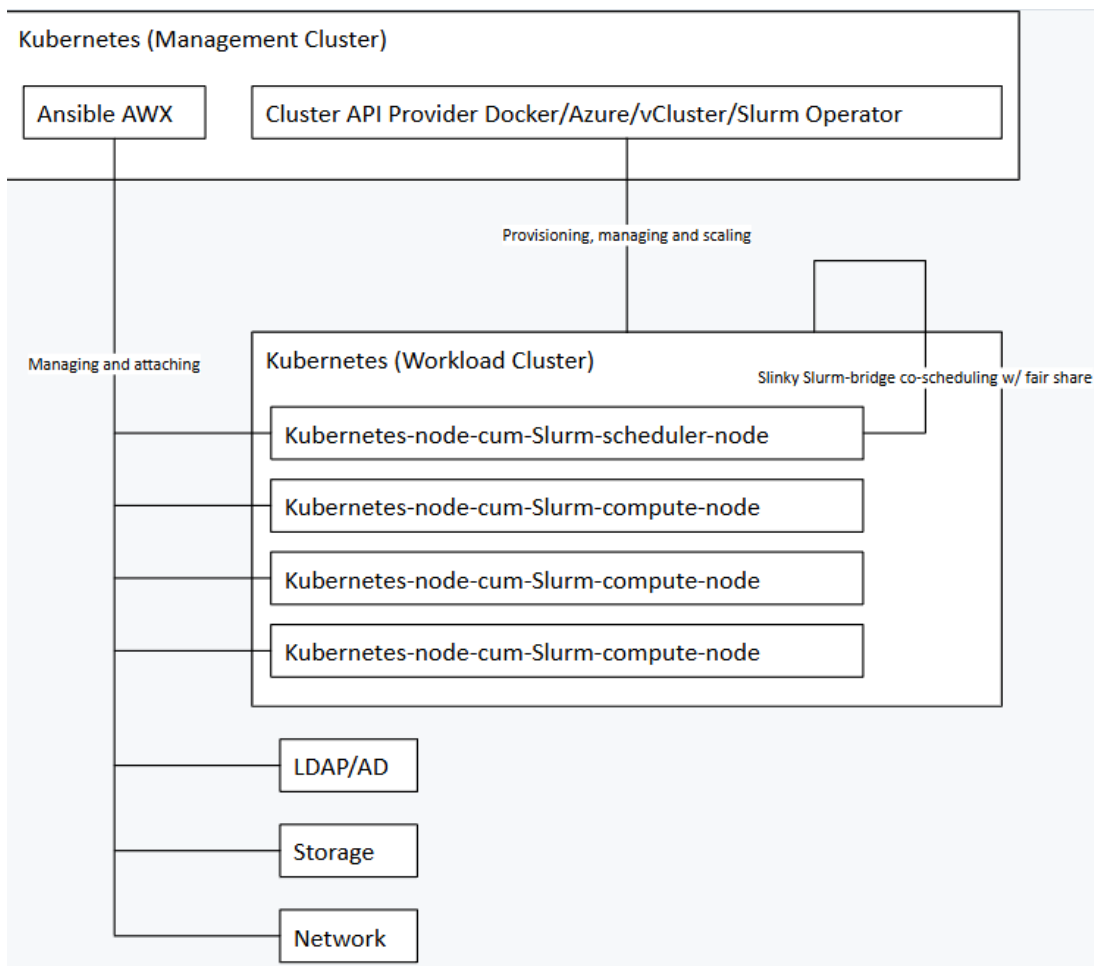 Kubernetes (Management Cluster)
Ansible AWX
Cluster API Provider Docker/Azure/vCluster/Slurm Operator
Provisioning, managing and scaling
Managing and attaching
Kubernetes (Workload Cluster)
Slinky Slurm-bridge co-scheduling w/ fair share
Kubernetes-node-cum-Slurm-scheduler-node
Kubernetes-node-cum-Slurm-compute-node
Kubernetes-node-cum-Slurm-compute-node
Kubernetes-node-cum-Slurm-compute-node
LDAP/AD
Storage
Network